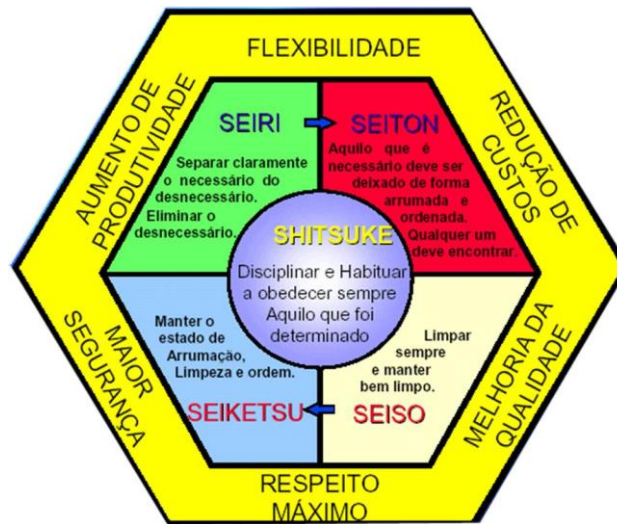 FLEXIBILIDADE
AUMENTO DE
PRODUTIVIDADE
REDUÇÃO DE
CUSTOS
SEIRI
Separar claramente
o necessário do
desnecessário.
Eliminar o
desnecessário.
SEITON
Aquilo que é
necessário deve ser
deixado de forma
arrumada e
ordenada.
Qualquer um
deve encontrar.
SHITSUKE
Disciplinar e Habituar
a obedecer sempre
Aquilo que foi
determinado
Manter o
estado de
Arrumação,
Limpeza e ordem.
SEIKETSU
Limpar
sempre
e manter
bem limpo.
SEISO
MAIOR
SEGURANÇA
MELHORIA DA
QUALIDADE
RESPEITO
MÁXIMO